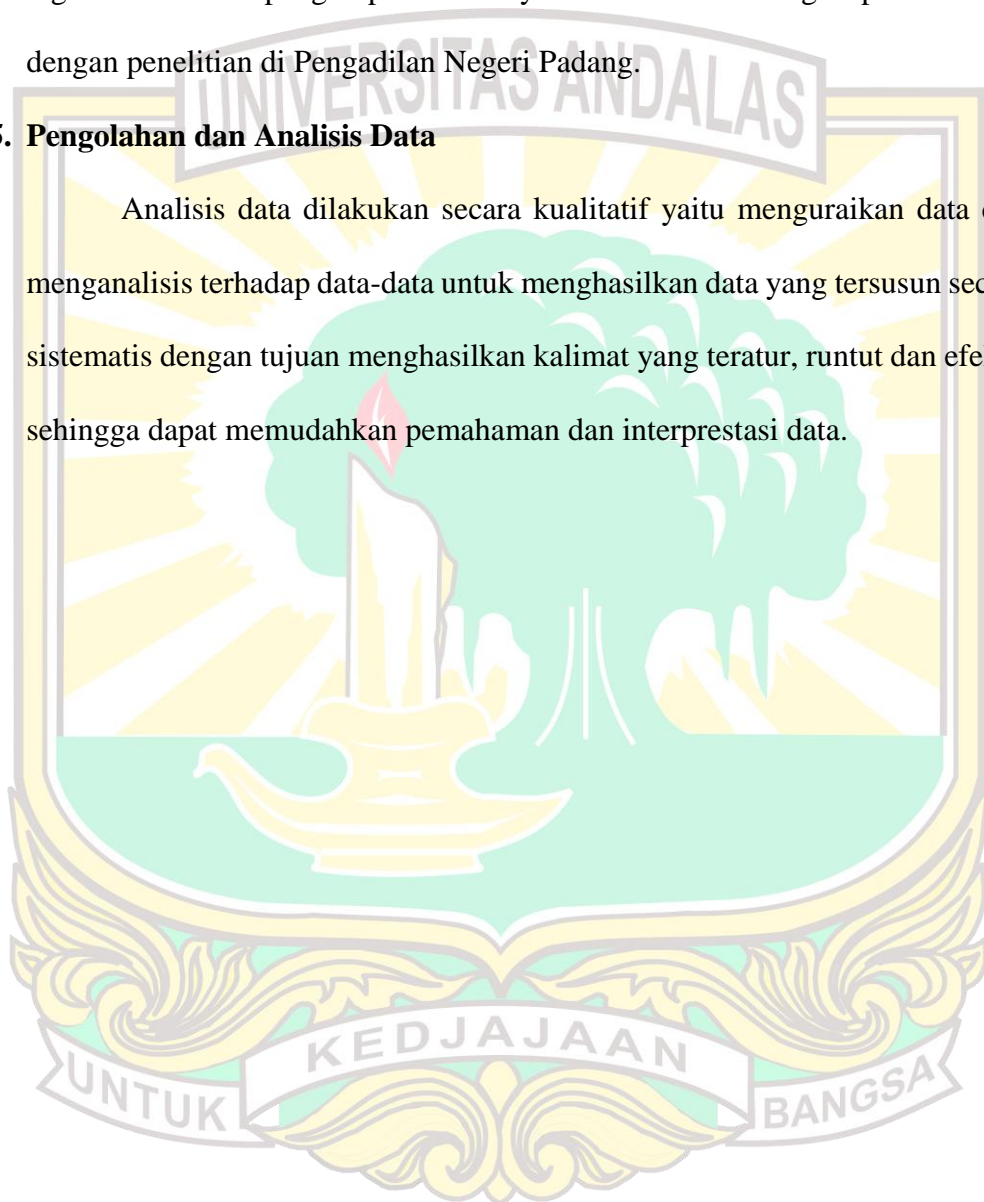 dengan penelitian di Pengadilan Negeri Padang.
UNIVERSITAS ANDALAS
5. Pengolahan dan Analisis Data
Analisis data dilakukan secara kualitatif yaitu menguraikan data
menganalisis terhadap data-data untuk menghasilkan data yang tersusun
sistematis dengan tujuan menghasilkan kalimat yang teratur, runtut dan
sehingga dapat memudahkan pemahaman dan interprestasi data.
UNTUK KEDJAJAAN BANGSA